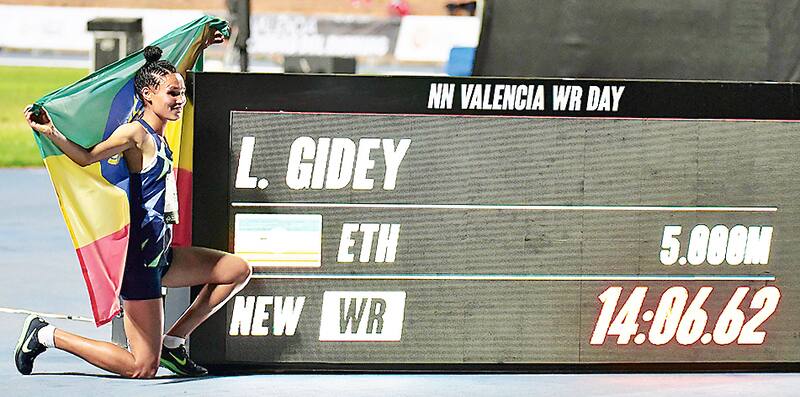 NN VALENCIA WR DAY
L. GIDEY
ETH 5.000M
NEW WR 14:06.62